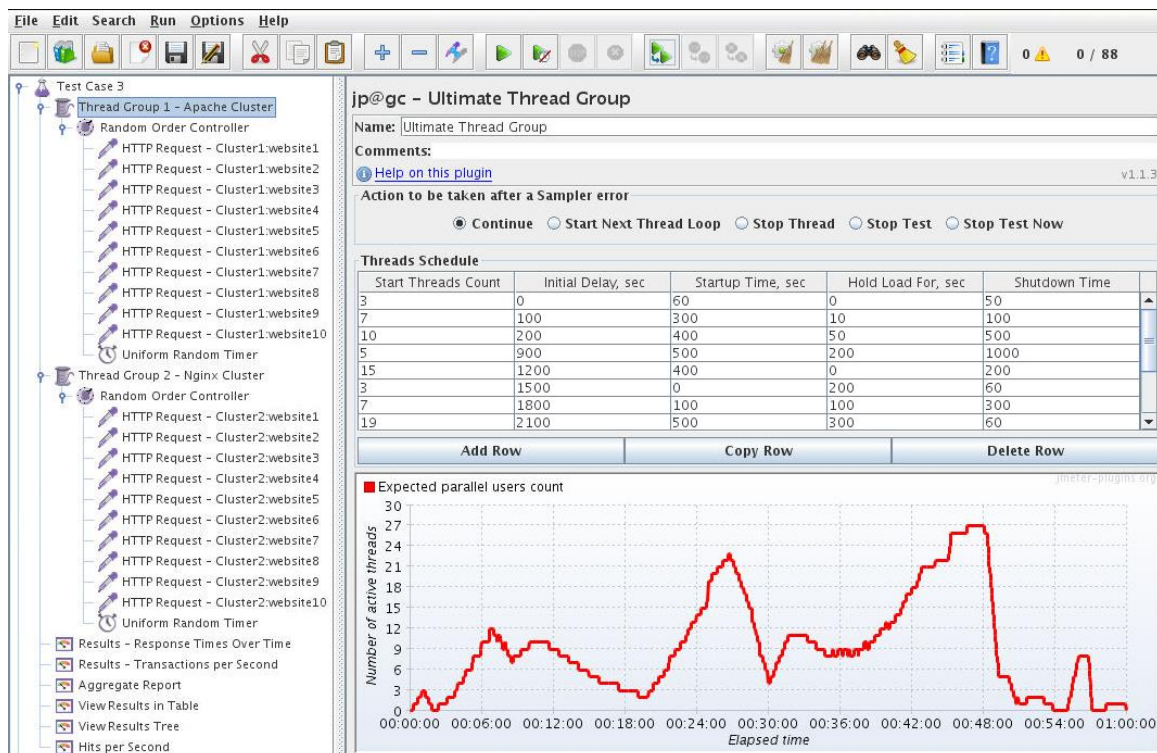 File Edit Search Run Options Help
0 0 / 88
Test Case 3
Thread Group 1 - Apache Cluster
Random Order Controller
HTTP Request - Cluster1:website1
HTTP Request - Cluster1:website2
HTTP Request - Cluster1:website3
HTTP Request - Cluster1:website4
HTTP Request - Cluster1:website5
HTTP Request - Cluster1:website6
HTTP Request - Cluster1:website7
HTTP Request - Cluster1:website8
HTTP Request - Cluster1:website9
HTTP Request - Cluster1:website10
Uniform Random Timer
Thread Group 2 - Nginx Cluster
Random Order Controller
HTTP Request - Cluster2:website1
HTTP Request - Cluster2:website2
HTTP Request - Cluster2:website3
HTTP Request - Cluster2:website4
HTTP Request - Cluster2:website5
HTTP Request - Cluster2:website6
HTTP Request - Cluster2:website7
HTTP Request - Cluster2:website8
HTTP Request - Cluster2:website9
HTTP Request - Cluster2:website10
Uniform Random Timer
Results - Response Times Over Time
Results - Transactions per Second
Aggregate Report
View Results in Table
View Results Tree
Hits per Second
jp@gc - Ultimate Thread Group
Name: Ultimate Thread Group
Comments:
Help on this plugin v1.1.3
Action to be taken after a Sampler error
Continue Start Next Thread Loop Stop Thread Stop Test Stop Test Now
Threads Schedule
Start Threads Count Initial Delay, sec Startup Time, sec Hold Load For, sec Shutdown Time
3 0 60 0 50
7 100 300 10 100
10 200 400 50 500
5 900 500 200 1000
15 1200 400 0 200
3 1500 0 200 60
7 1800 100 100 300
19 2100 500 300 60
Add Row Copy Row Delete Row
Expected parallel users count
jmeter-plugins.org
30
27
24
21
18
15
12
9
6
3
0
Number of active threads
00:00:00 00:06:00 00:12:00 00:18:00 00:24:00 00:30:00 00:36:00 00:42:00 00:48:00 00:54:00 01:00:00
Elapsed time